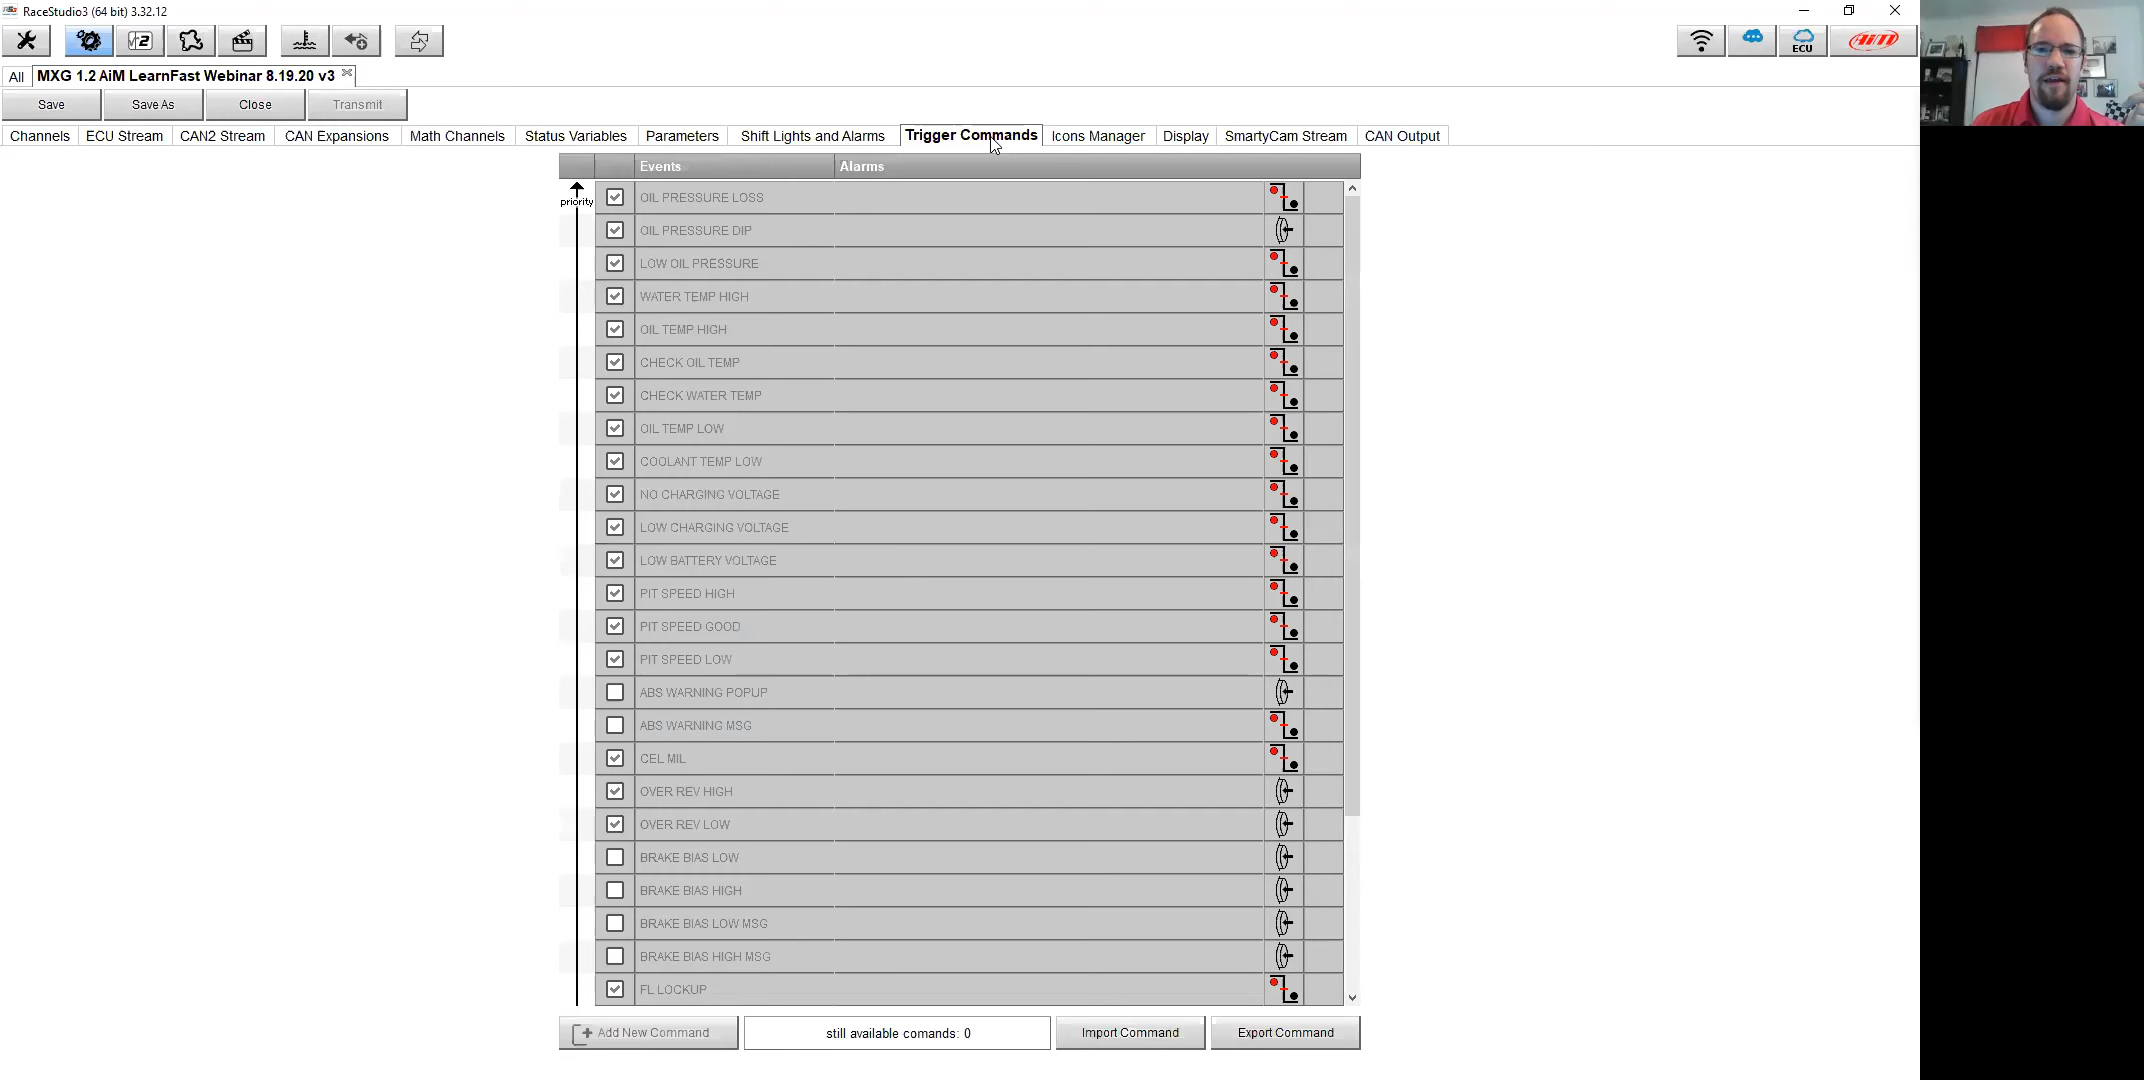 RaceStudio3 (64 bit) 3.32.12
ECU
AiM
All
MXG 1.2 AiM LearnFast Webinar 8.19.20 v3
Save
Save As
Close
Transmit
Channels
ECU Stream
CAN2 Stream
CAN Expansions
Math Channels
Status Variables
Parameters
Shift Lights and Alarms
Trigger Commands
Icons Manager
Display
SmartyCam Stream
CAN Output
Events
Alarms
priority
OIL PRESSURE LOSS
OIL PRESSURE DIP
LOW OIL PRESSURE
WATER TEMP HIGH
OIL TEMP HIGH
CHECK OIL TEMP
CHECK WATER TEMP
OIL TEMP LOW
COOLANT TEMP LOW
NO CHARGING VOLTAGE
LOW CHARGING VOLTAGE
LOW BATTERY VOLTAGE
PIT SPEED HIGH
PIT SPEED GOOD
PIT SPEED LOW
ABS WARNING POPUP
ABS WARNING MSG
CEL MIL
OVER REV HIGH
OVER REV LOW
BRAKE BIAS LOW
BRAKE BIAS HIGH
BRAKE BIAS LOW MSG
BRAKE BIAS HIGH MSG
FL LOCKUP
Add New Command
still available comands: 0
Import Command
Export Command